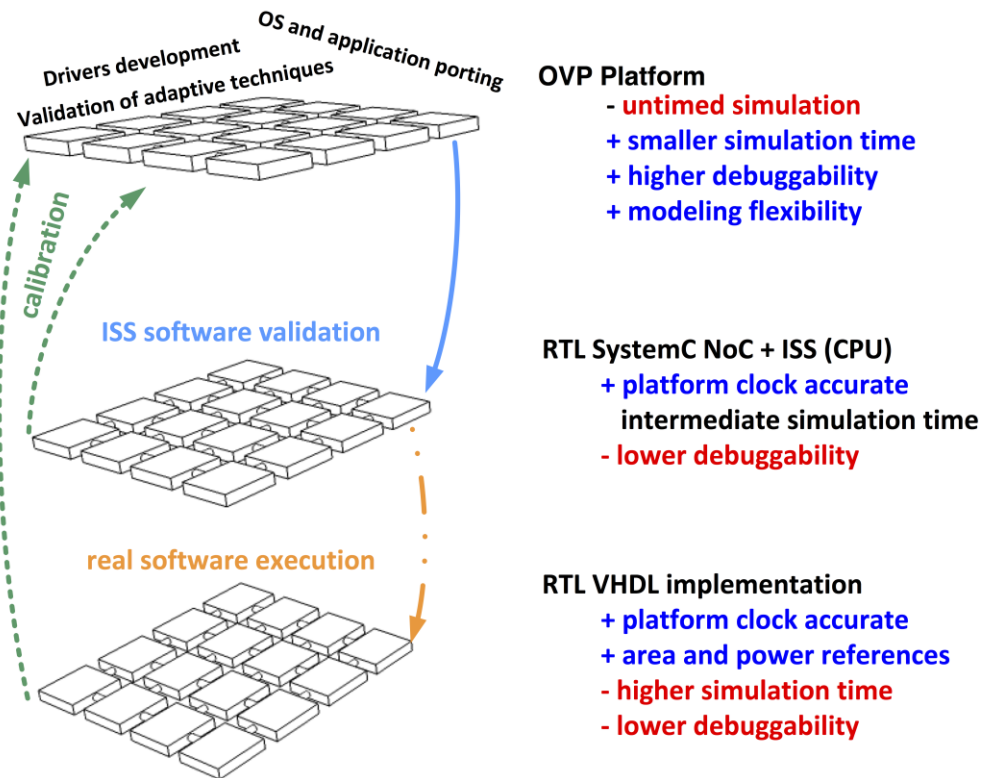 Drivers development
Validation of adaptive techniques
OS and application porting
OVP Platform
- untimed simulation
+ smaller simulation time
+ higher debuggability
+ modeling flexibility
calibration
ISS software validation
RTL SystemC NoC + ISS (CPU)
+ platform clock accurate
intermediate simulation time
- lower debuggability
real software execution
RTL VHDL implementation
+ platform clock accurate
+ area and power references
- higher simulation time
- lower debuggability